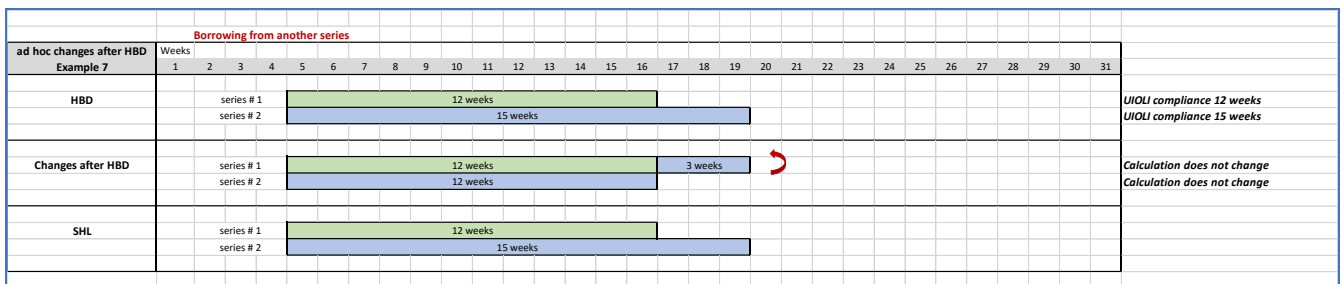 Borrowing from another series
ad hoc changes after HBD Weeks
Example 7 1 2 3 4 5 6 7 8 9 10 11 12 13 14 15 16 17 18 19 20 21 22 23 24 25 26 27 28 29 30 31
HBD series # 1 12 weeks UIOLI compliance 12 weeks
series # 2 15 weeks UIOLI compliance 15 weeks
Changes after HBD series # 1 12 weeks 3 weeks Calculation does not change
series # 2 12 weeks Calculation does not change
SHL series # 1 12 weeks
series # 2 15 weeks